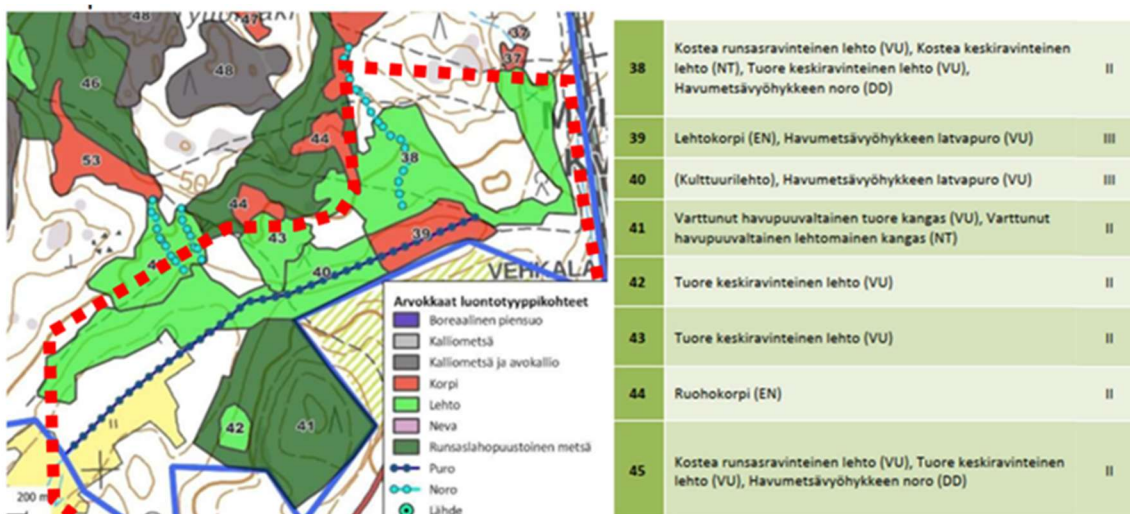 48
47
37
37
46
48
53
44
38
50
44
43
39
40
VEHKALA
42
41
II
200 m
Arvokkaat luontotyyppikohteet
Boreaalinen piensuo
Kalliometsä
Kalliometsä ja avokallio
Korpi
Lehto
Neva
Runsaslahopuustoinen metsä
Puro
Noro
Lähde
38
Kostea runsasravinteinen lehto (VU), Kostea keskiravinteinen
lehto (NT), Tuore keskiravinteinen lehto (VU),
Havumetsävyöhykkeen noro (DD)
II
39
Lehtokorpi (EN), Havumetsävyöhykkeen latvapuro (VU)
III
40
(Kulttuurilehto), Havumetsävyöhykkeen latvapuro (VU)
III
41
Varttunut havupuuvaltainen tuore kangas (VU), Varttunut
havupuuvaltainen lehtomainen kangas (NT)
II
42
Tuore keskiravinteinen lehto (VU)
II
43
Tuore keskiravinteinen lehto (VU)
II
44
Ruohokorpi (EN)
II
45
Kostea runsasravinteinen lehto (VU), Tuore keskiravinteinen
lehto (VU), Havumetsävyöhykkeen noro (DD)
II